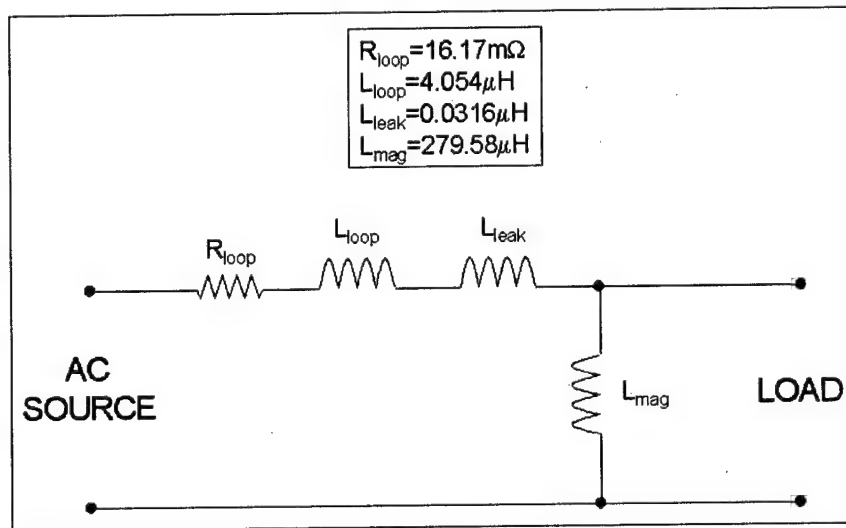 R_loop=16.17mΩ
L_loop=4.054μH
L_leak=0.0316μH
L_mag=279.58μH
R_loop
L_loop
L_leak
AC
SOURCE
L_mag
LOAD